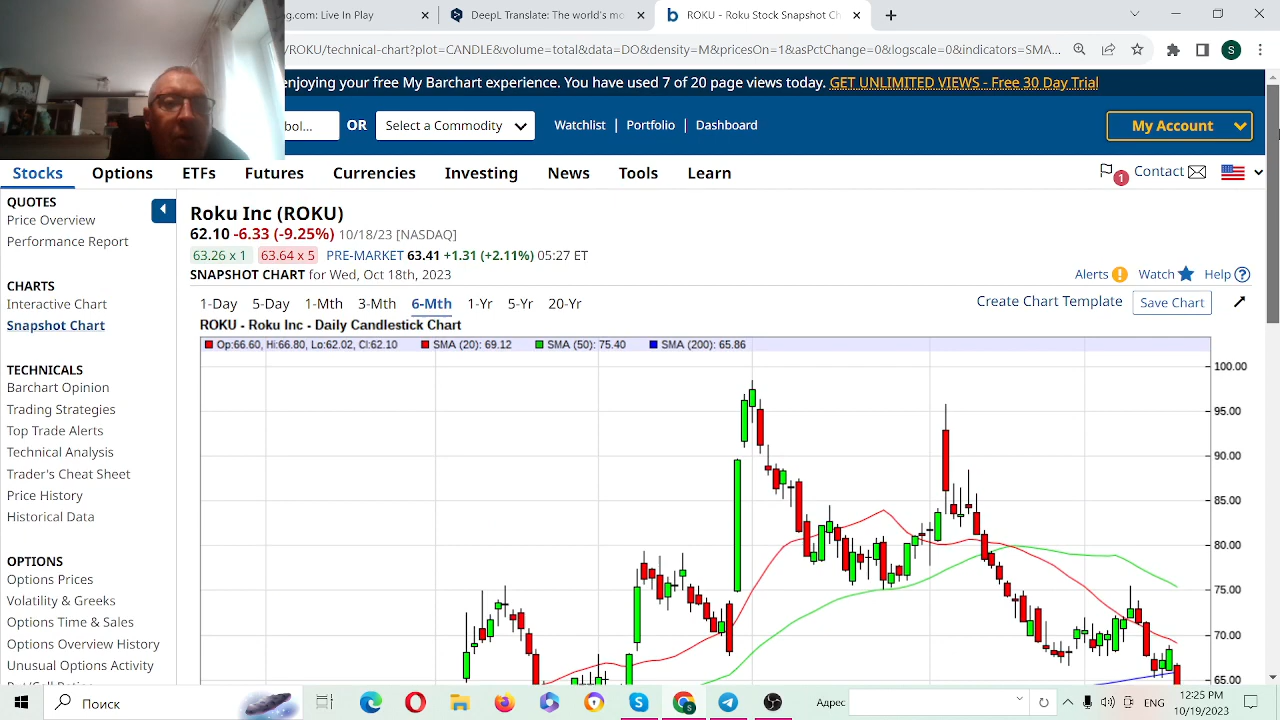 ng.com: Live In Play
DeepL Translate: The world's mo
ROKU - Roku Stock Snapshot Ch
/ROKU/technical-chart?plot=CANDLE&volume=total&data=DO&density=M&pricesOn=1&asPctChange=0&logscale=0&indicators=SMA...
S
enjoying your free My Barchart experience. You have used 7 of 20 page views today. GET UNLIMITED VIEWS - Free 30 Day Trial
bol...
OR
Select a Commodity
Watchlist | Portfolio | Dashboard
My Account
Stocks Options ETFs Futures Currencies Investing News Tools Learn
1
Contact
QUOTES
Price Overview
Performance Report
CHARTS
Interactive Chart
Snapshot Chart
TECHNICALS
Barchart Opinion
Trading Strategies
Top Trade Alerts
Technical Analysis
Trader's Cheat Sheet
Price History
Historical Data
OPTIONS
Options Prices
Volatility & Greeks
Options Time & Sales
Options Overview History
Unusual Options Activity
Put/Call Ratios
Roku Inc (ROKU)
62.10 -6.33 (-9.25%) 10/18/23 [NASDAQ]
63.26 x 1 63.64 x 5 PRE-MARKET 63.41 +1.31 (+2.11%) 05:27 ET
SNAPSHOT CHART for Wed, Oct 18th, 2023
Alerts Watch Help
1-Day 5-Day 1-Mth 3-Mth 6-Mth 1-Yr 5-Yr 20-Yr
Create Chart Template Save Chart
ROKU - Roku Inc - Daily Candlestick Chart
Op:66.60, Hi:66.80, Lo:62.02, Cl:62.10 SMA (20): 69.12 SMA (50): 75.40 SMA (200): 65.86
100.00
95.00
90.00
85.00
80.00
75.00
70.00
65.00
Поиск
Адрес
ENG
12:25 PM
10/19/2023